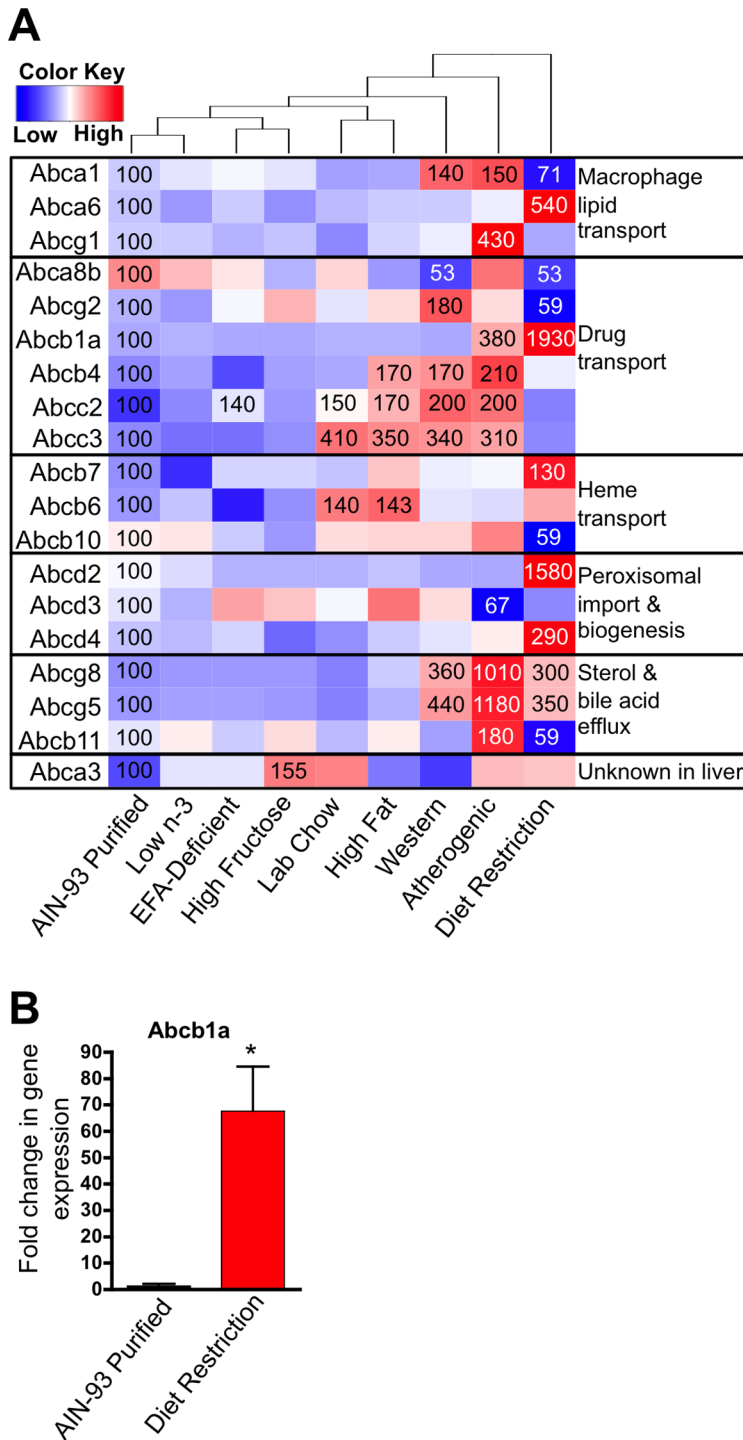 A
Color Key
Low High
Abca1 100 140 150 71 Macrophage
Abca6 100 540 lipid
Abcg1 100 430 transport
Abca8b 100 53 53
Abcg2 100 180 59
Abcb1a 100 380 1930 Drug
Abcb4 100 170 170 210 transport
Abcc2 100 140 150 170 200 200
Abcc3 100 410 350 340 310
Abcb7 100 130
Abcb6 100 140 143 Heme
Abcb10 100 59 transport
Abcd2 100 1580 Peroxisomal
Abcd3 100 67 import &
Abcd4 100 290 biogenesis
Abcg8 100 360 1010 300 Sterol &
Abcg5 100 440 1180 350 bile acid
Abcb11 100 180 59 efflux
Abca3 100 155 Unknown in liver
AIN-93 Purified
Low n-3
EFA-Deficient
High Fructose
Lab Chow
High Fat
Western
Atherogenic
Diet Restriction
B
Abcb1a
*
Fold change in gene
expression
90
80
70
60
50
40
30
20
10
0
AIN-93 Purified
Diet Restriction